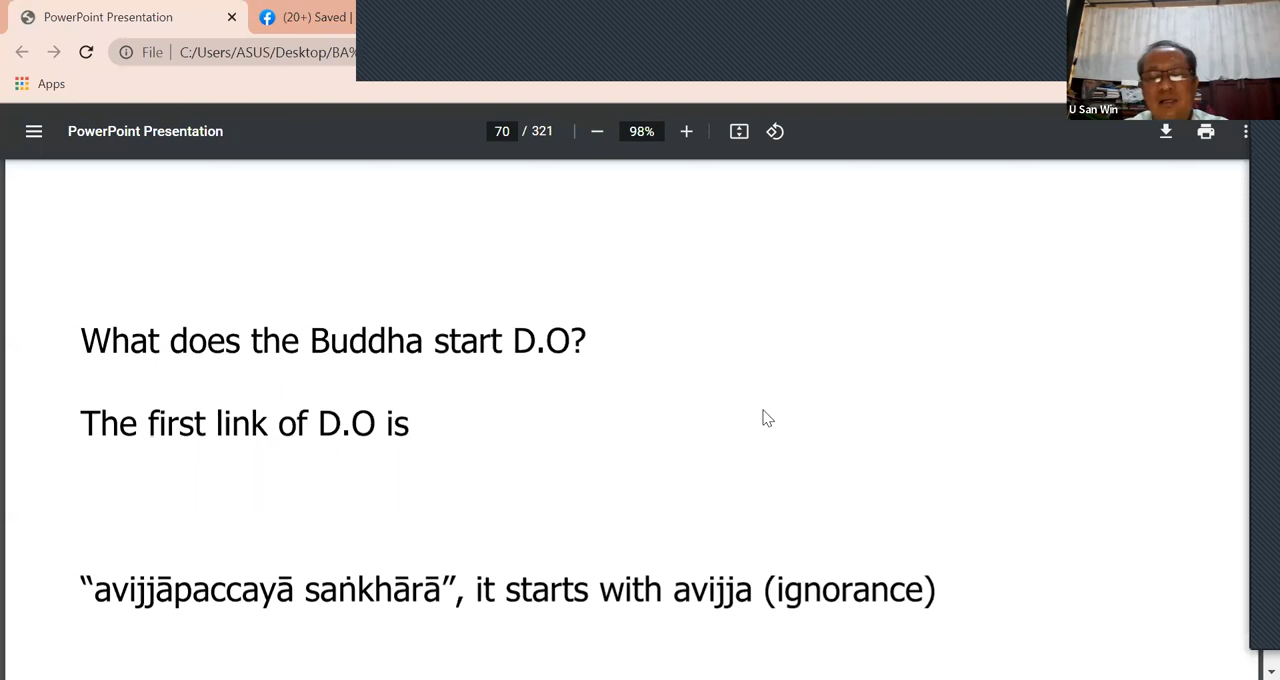 PowerPoint Presentation
(20+) Saved |
File | C:/Users/ASUS/Desktop/BA%
Apps
U San Win
PowerPoint Presentation
70 / 321
98%
What does the Buddha start D.O?
The first link of D.O is
“avijjāpaccayā saṅkhārā”, it starts with avijja (ignorance)